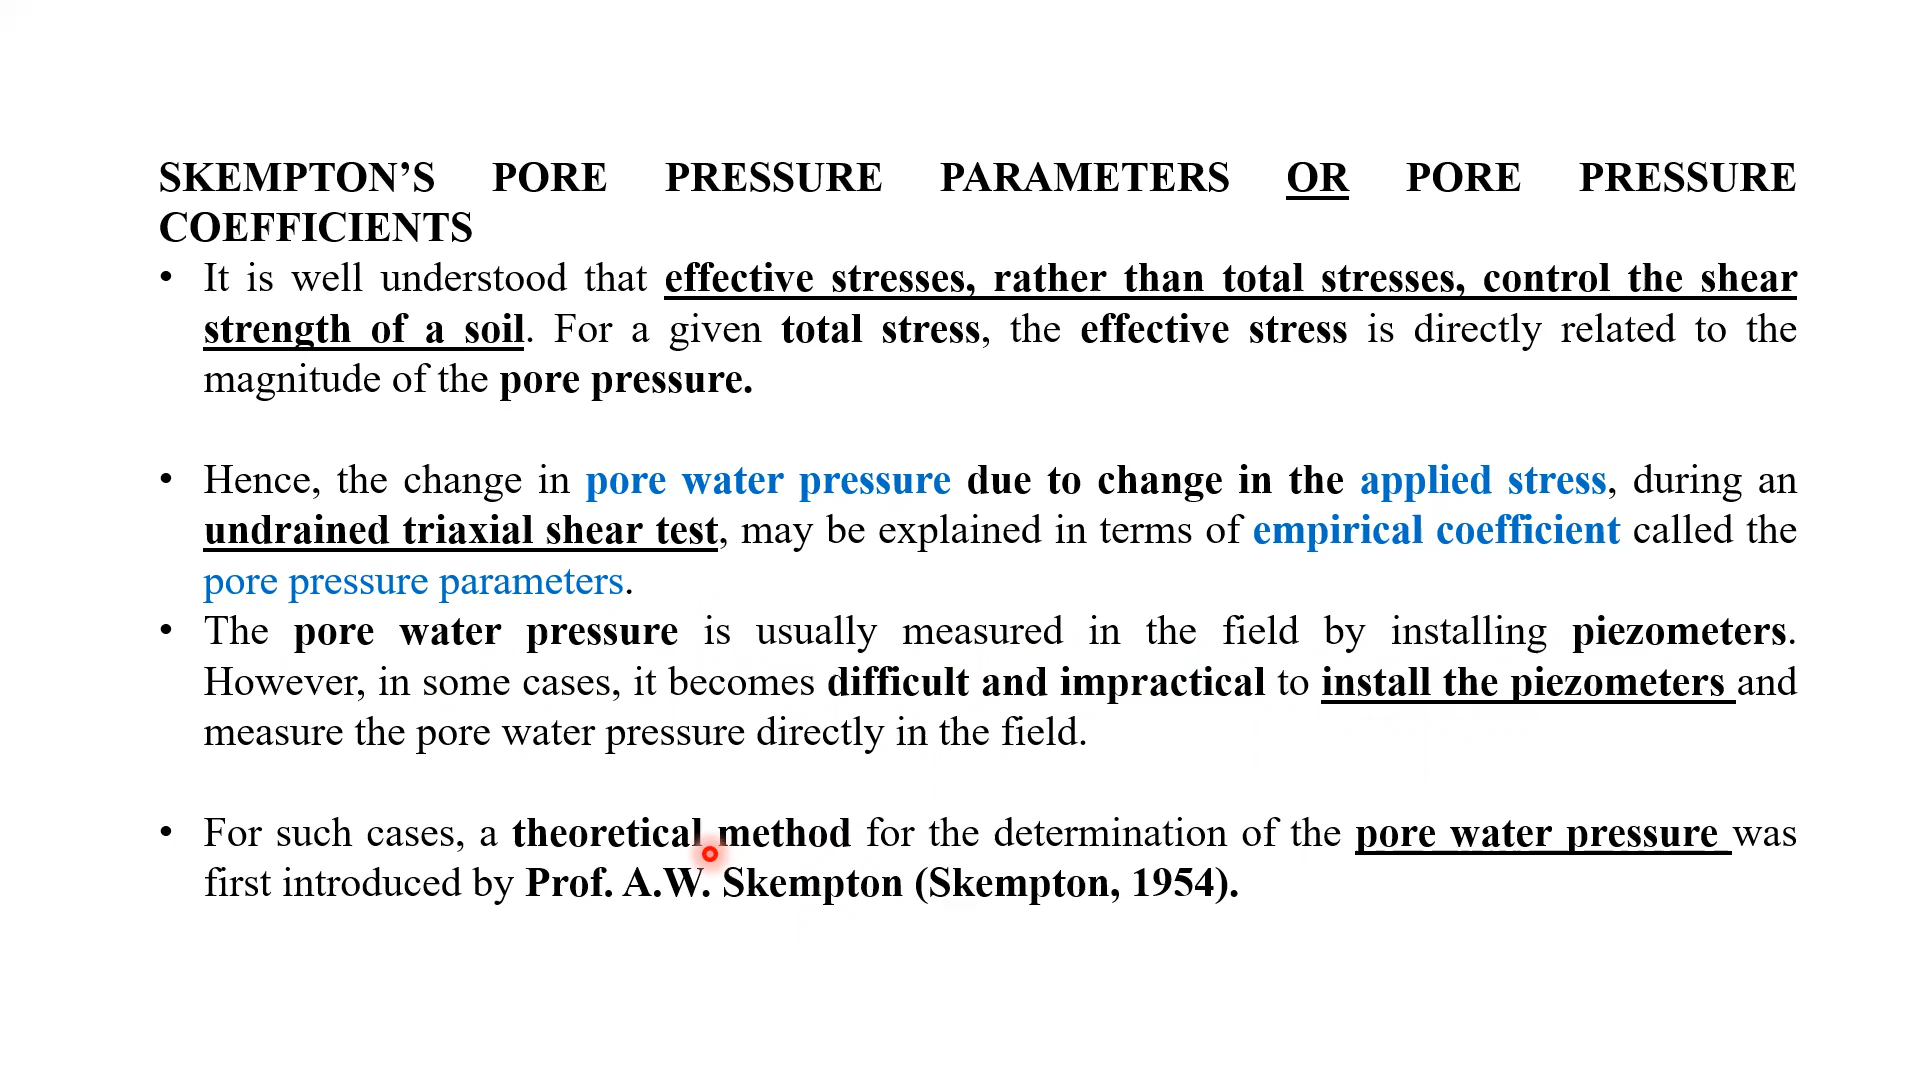 SKEMPTON’S PORE PRESSURE PARAMETERS OR PORE PRESSURE
COEFFICIENTS
• It is well understood that effective stresses, rather than total stresses, control the shear
strength of a soil. For a given total stress, the effective stress is directly related to the
magnitude of the pore pressure.
• Hence, the change in pore water pressure due to change in the applied stress, during an
undrained triaxial shear test, may be explained in terms of empirical coefficient called the
pore pressure parameters.
• The pore water pressure is usually measured in the field by installing piezometers.
However, in some cases, it becomes difficult and impractical to install the piezometers and
measure the pore water pressure directly in the field.
• For such cases, a theoretical method for the determination of the pore water pressure was
first introduced by Prof. A.W. Skempton (Skempton, 1954).